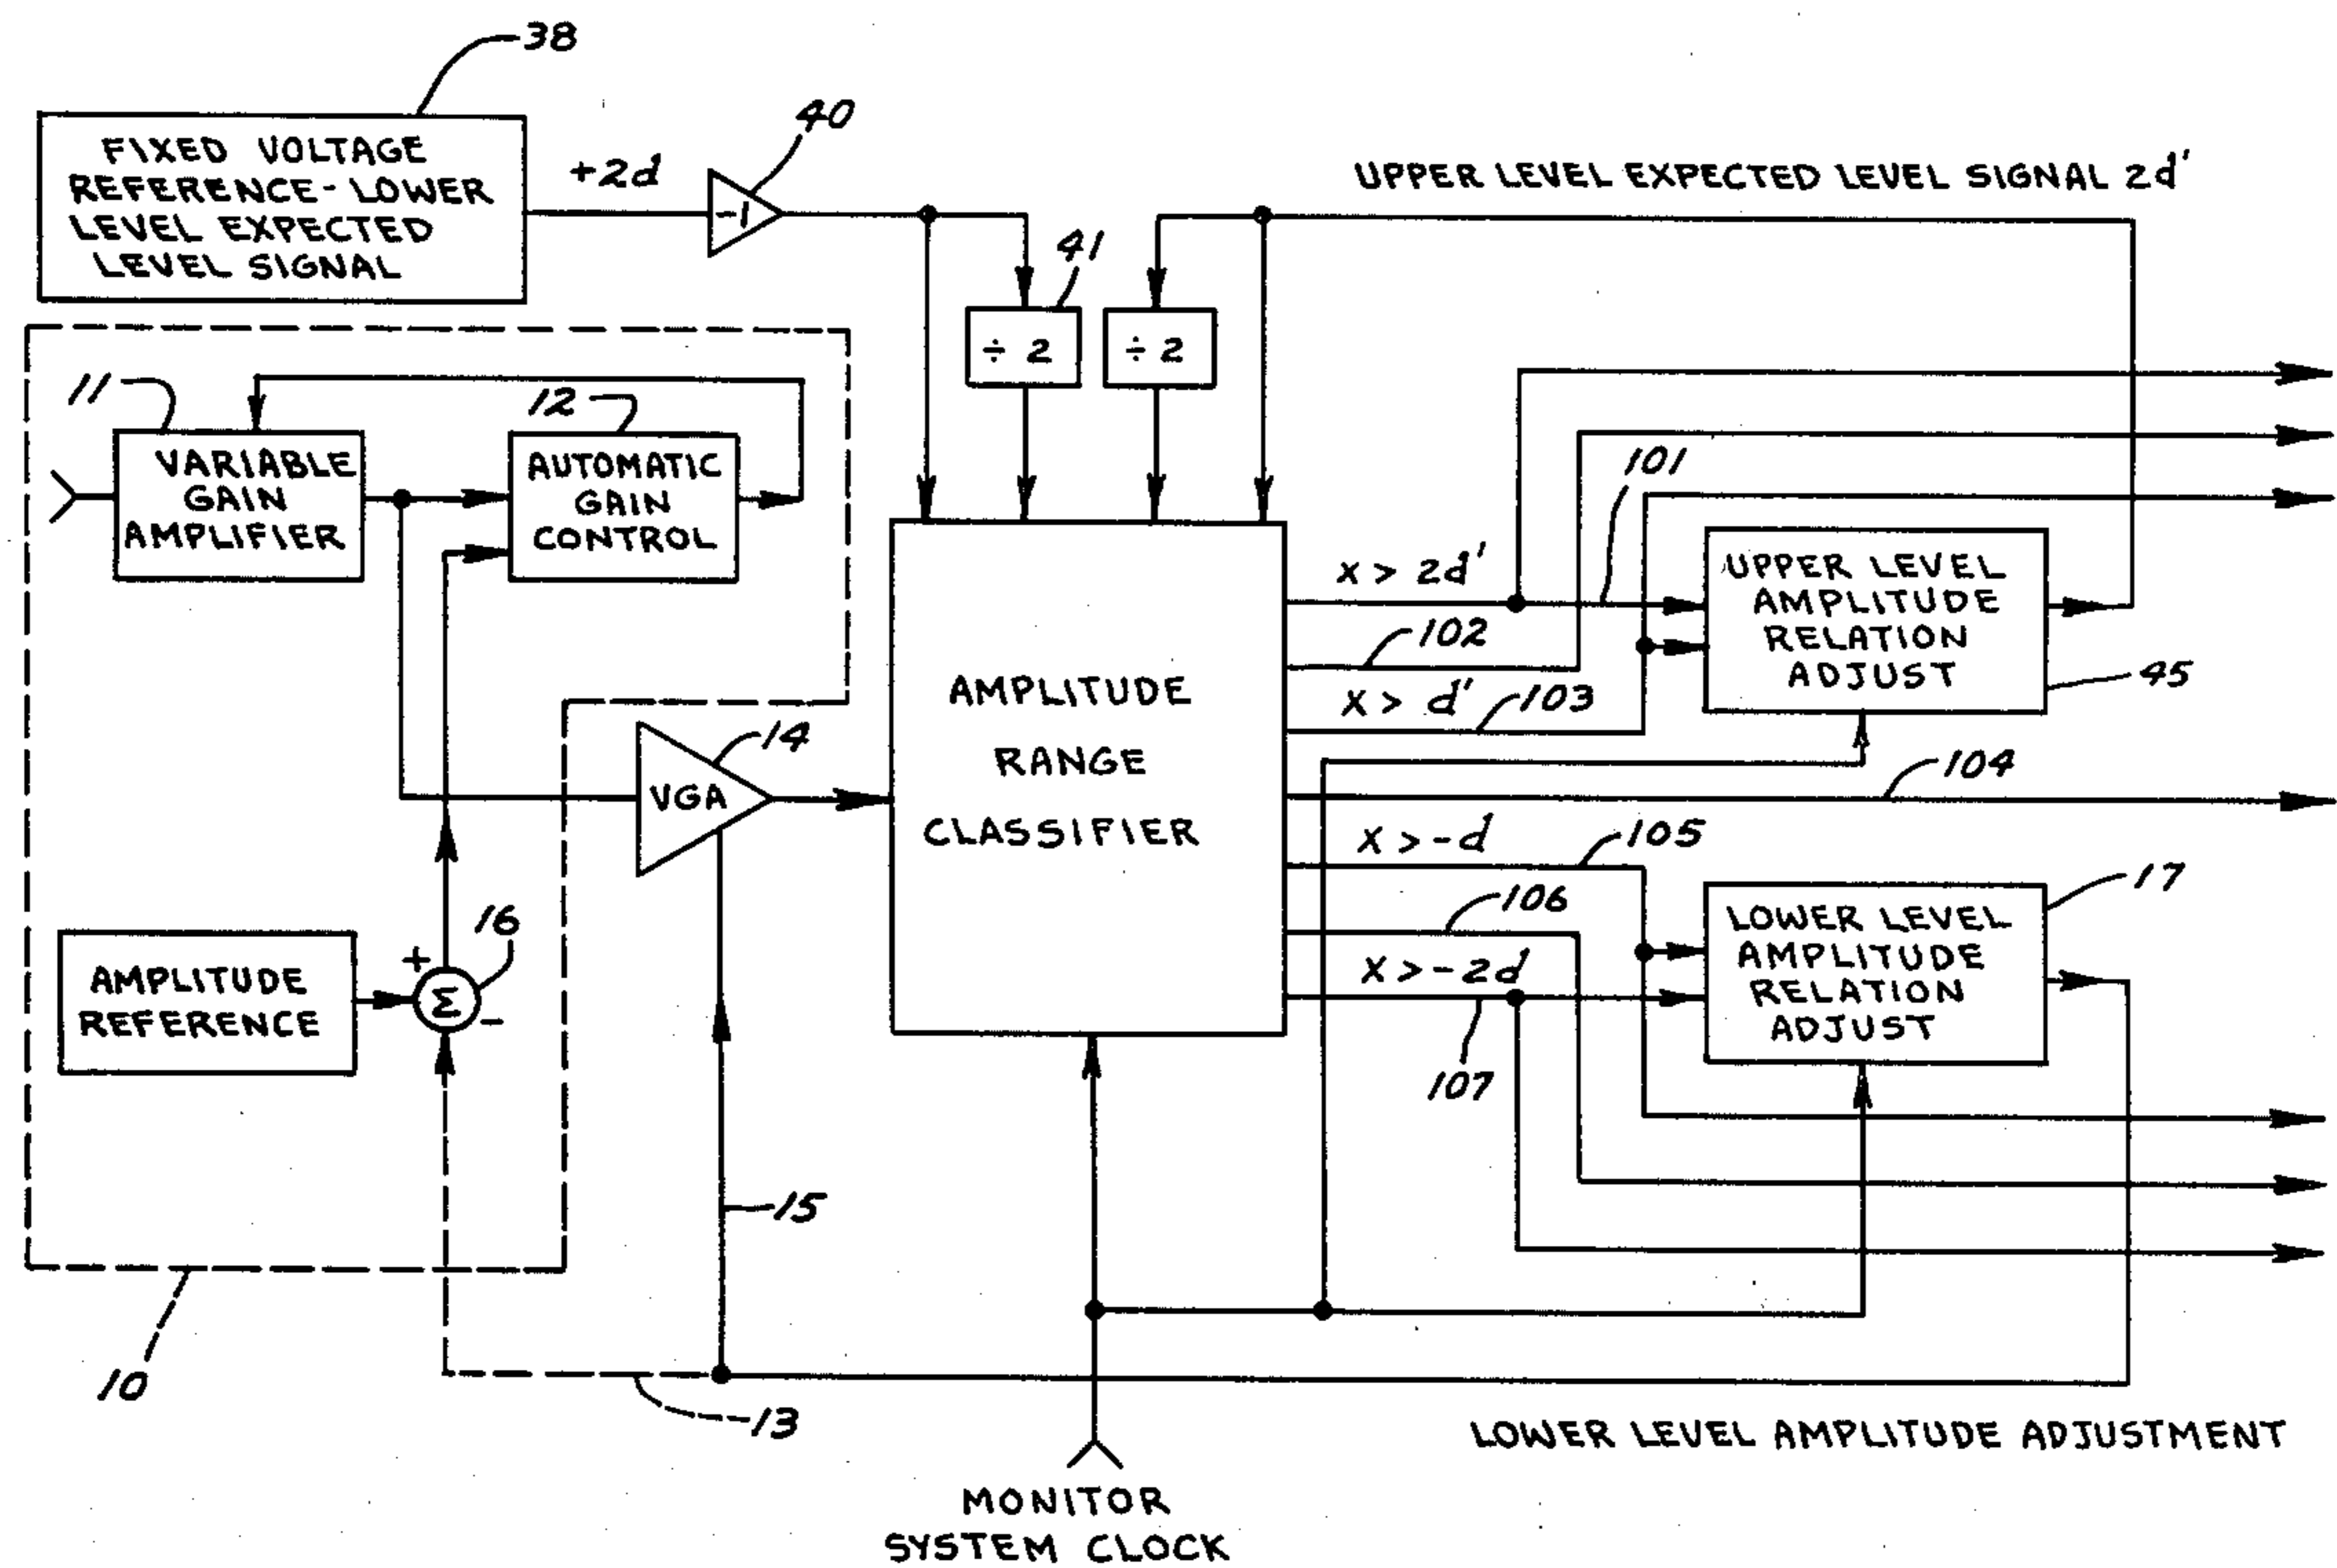 38
FIXED VOLTAGE
REFERENCE-LOWER
LEVEL EXPECTED
LEVEL SIGNAL
+2d
40
-1
UPPER LEVEL EXPECTED LEVEL SIGNAL 2d'
41
÷ 2
÷ 2
11
VARIABLE
GAIN
AMPLIFIER
12
AUTOMATIC
GAIN
CONTROL
101
X > 2d'
102
X > d'
103
UPPER LEVEL
AMPLITUDE
RELATION
ADJUST
45
14
VGA
AMPLITUDE
RANGE
CLASSIFIER
104
X > -d
105
106
X > -2d
107
17
LOWER LEVEL
AMPLITUDE
RELATION
ADJUST
AMPLITUDE
REFERENCE
+
Σ
-
16
15
10
13
LOWER LEVEL AMPLITUDE ADJUSTMENT
MONITOR
SYSTEM CLOCK